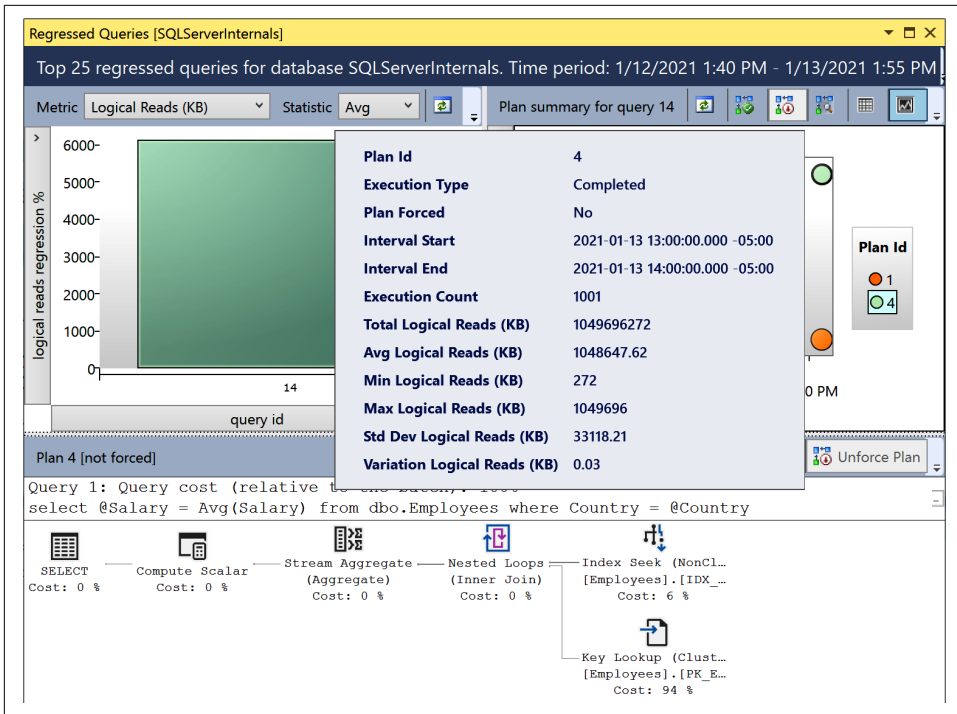 Regressed Queries [SQLServerInternals]
Top 25 regressed queries for database SQLServerInternals. Time period: 1/12/2021 1:40 PM - 1/13/2021 1:55 PM
Metric Logical Reads (KB) Statistic Avg Plan summary for query 14
logical reads regression %
6000
5000
4000
3000
2000
1000
0
14
query id
Plan Id 4
Execution Type Completed
Plan Forced No
Interval Start 2021-01-13 13:00:00.000 -05:00
Interval End 2021-01-13 14:00:00.000 -05:00
Execution Count 1001
Total Logical Reads (KB) 1049696272
Avg Logical Reads (KB) 1048647.62
Min Logical Reads (KB) 272
Max Logical Reads (KB) 1049696
Std Dev Logical Reads (KB) 33118.21
Variation Logical Reads (KB) 0.03
Plan Id
1
4
0 PM
Plan 4 [not forced] Unforce Plan
Query 1: Query cost (relative
select @Salary = Avg(Salary) from dbo.Employees where Country = @Country
SELECT
Cost: 0 %
Compute Scalar
Cost: 0 %
Stream Aggregate
(Aggregate)
Cost: 0 %
Nested Loops
(Inner Join)
Cost: 0 %
Index Seek (NonCl...
[Employees].[IDX_...
Cost: 6 %
Key Lookup (Clust...
[Employees].[PK_E...
Cost: 94 %